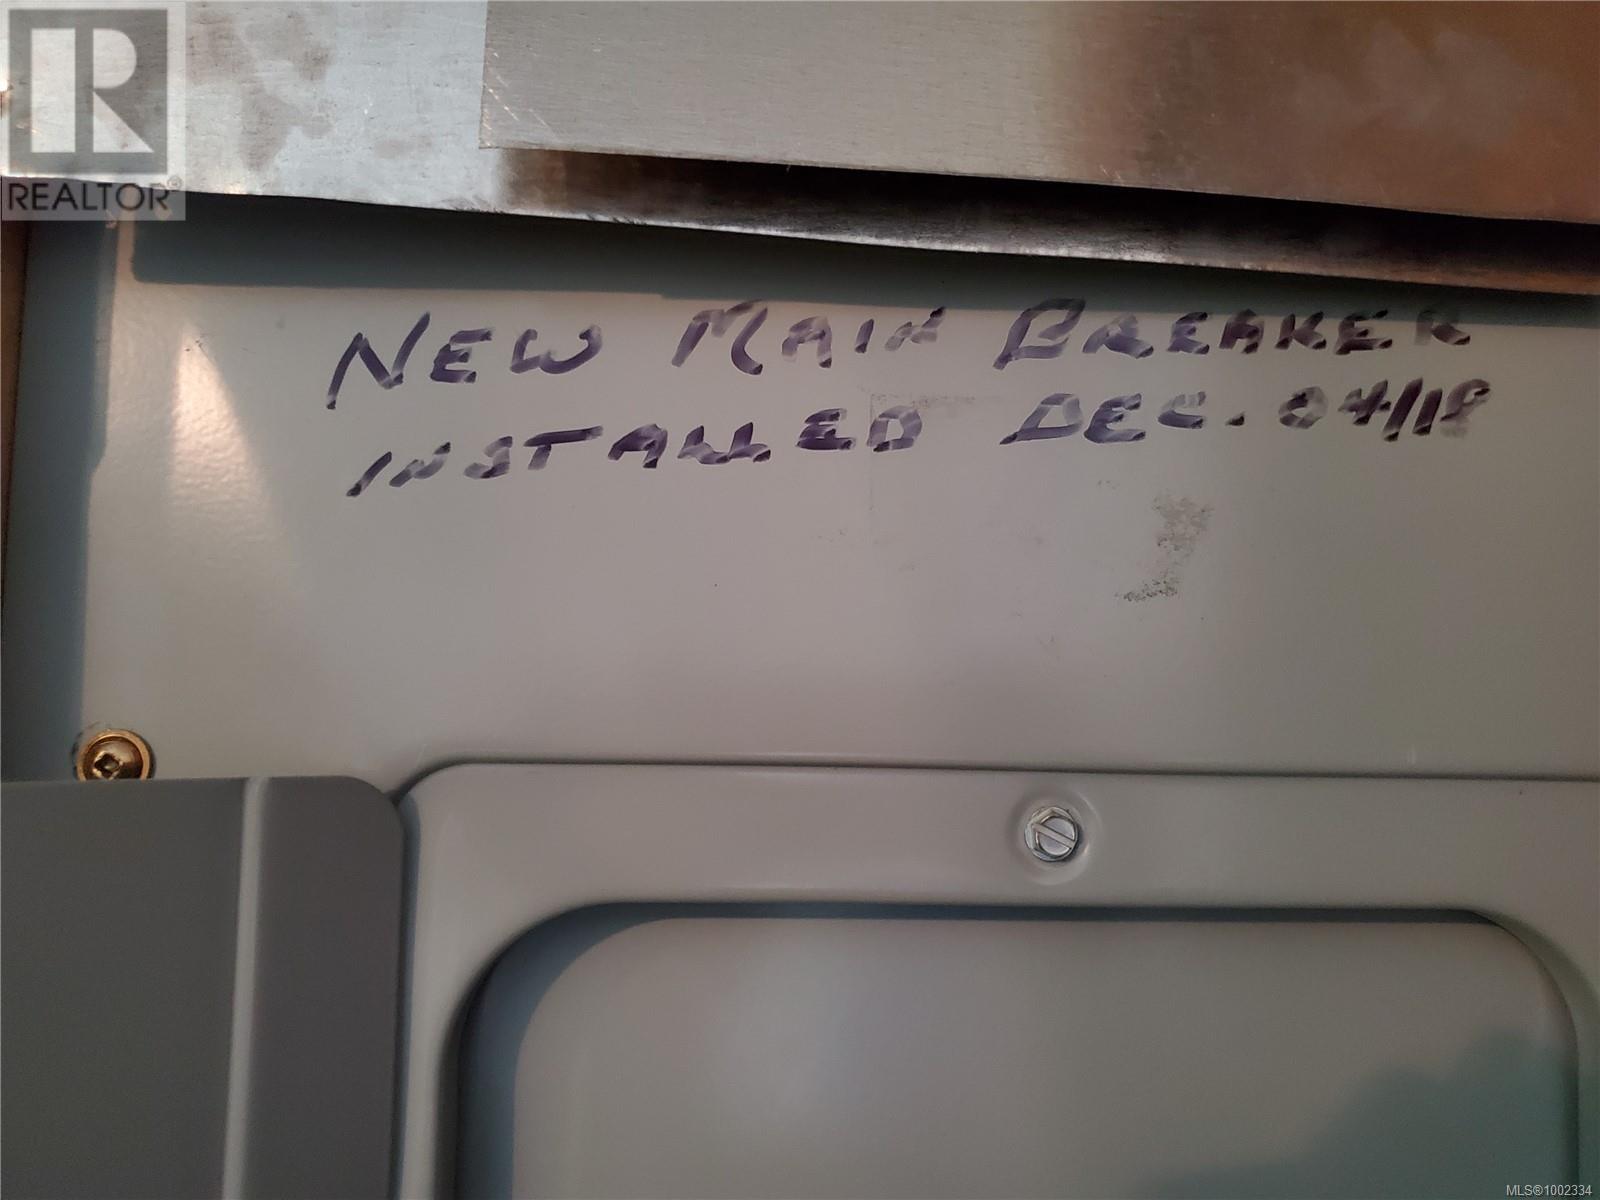 R
REALTOR®
NEW MAIN BREAKER
INSTALLED DEC. 04/18
MLS®1002334